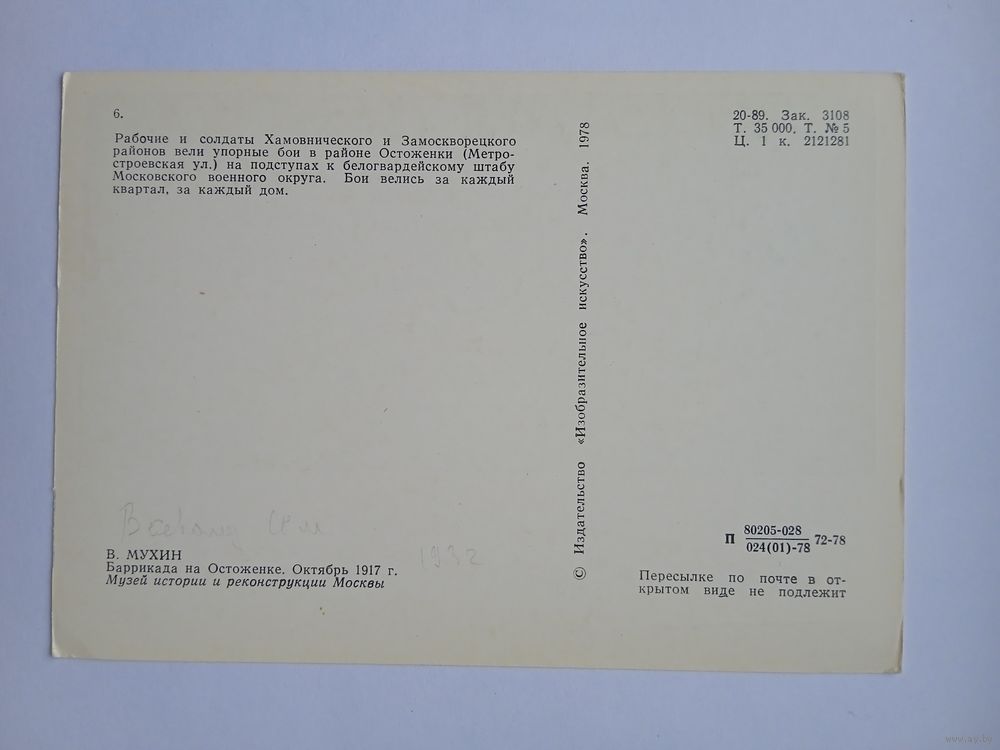 6.
Рабочие и солдаты Хамовнического и Замоскворецкого
районов вели упорные бои в районе Остоженки (Метро-
строевская ул.) на подступах к белогвардейскому штабу
Московского военного округа. Бои велись за каждый
квартал, за каждый дом.
В. МУХИН
Баррикада на Остоженке. Октябрь 1917 г.
Музей истории и реконструкции Москвы
1932
© Издательство «Изобразительное искусство». Москва. 1978
20-89. Зак. 3108
Т. 35 000. Т. № 5
Ц. 1 к. 2121281
П 80205-028 72-78
024(01)-78
Пересылке по почте в от-
крытом виде не подлежит
www.ay.by